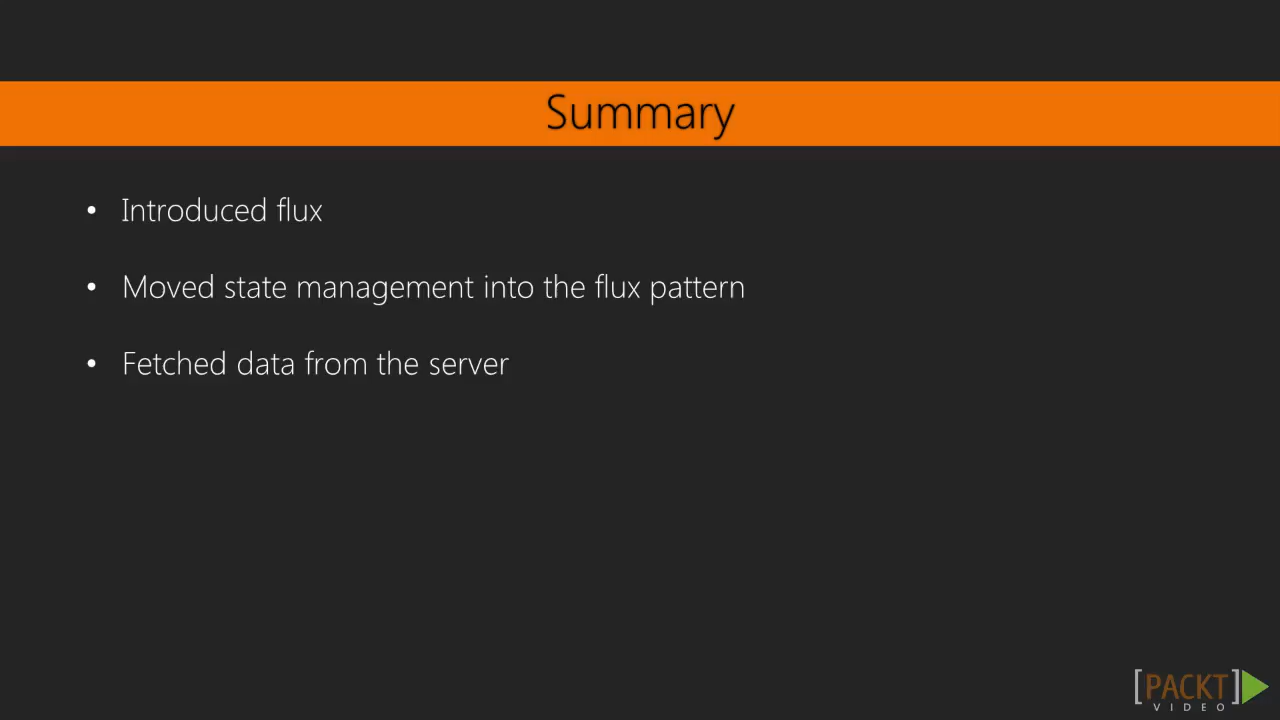 Summary
• Introduced flux
• Moved state management into the flux pattern
• Fetched data from the server
[PACKT]
VIDEO